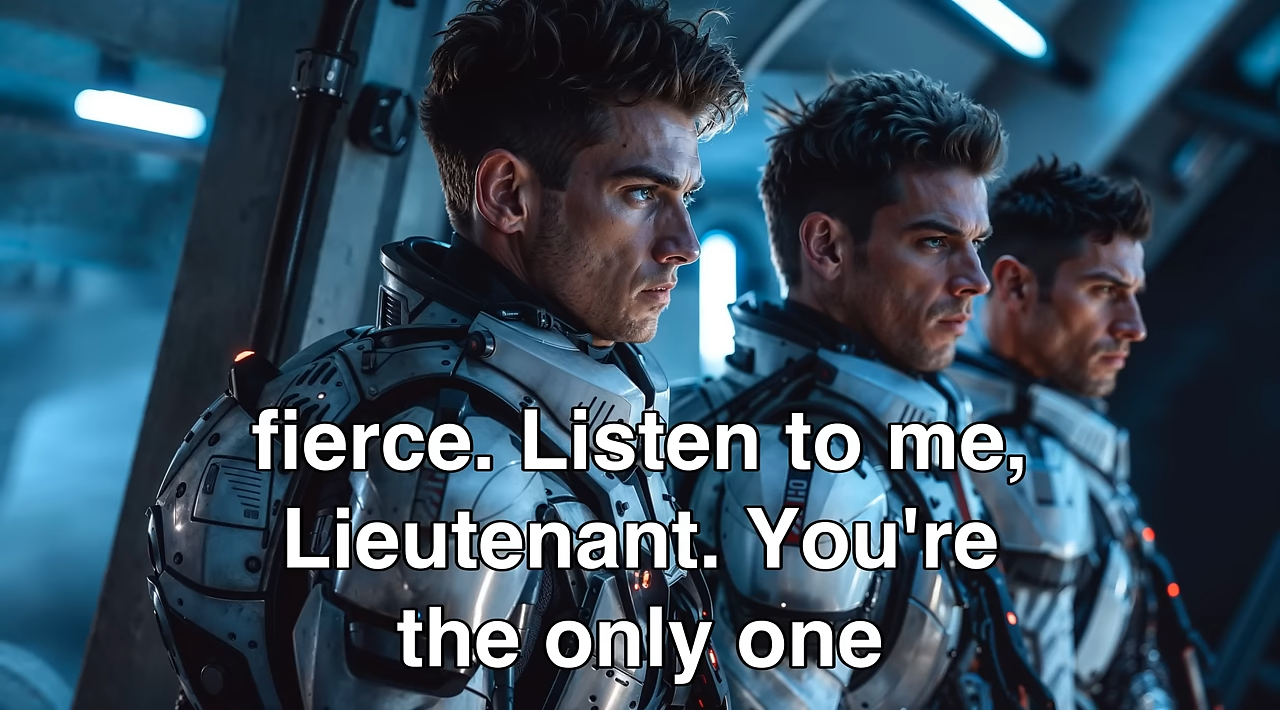 fierce. Listen to me,
Lieutenant. You're
the only one